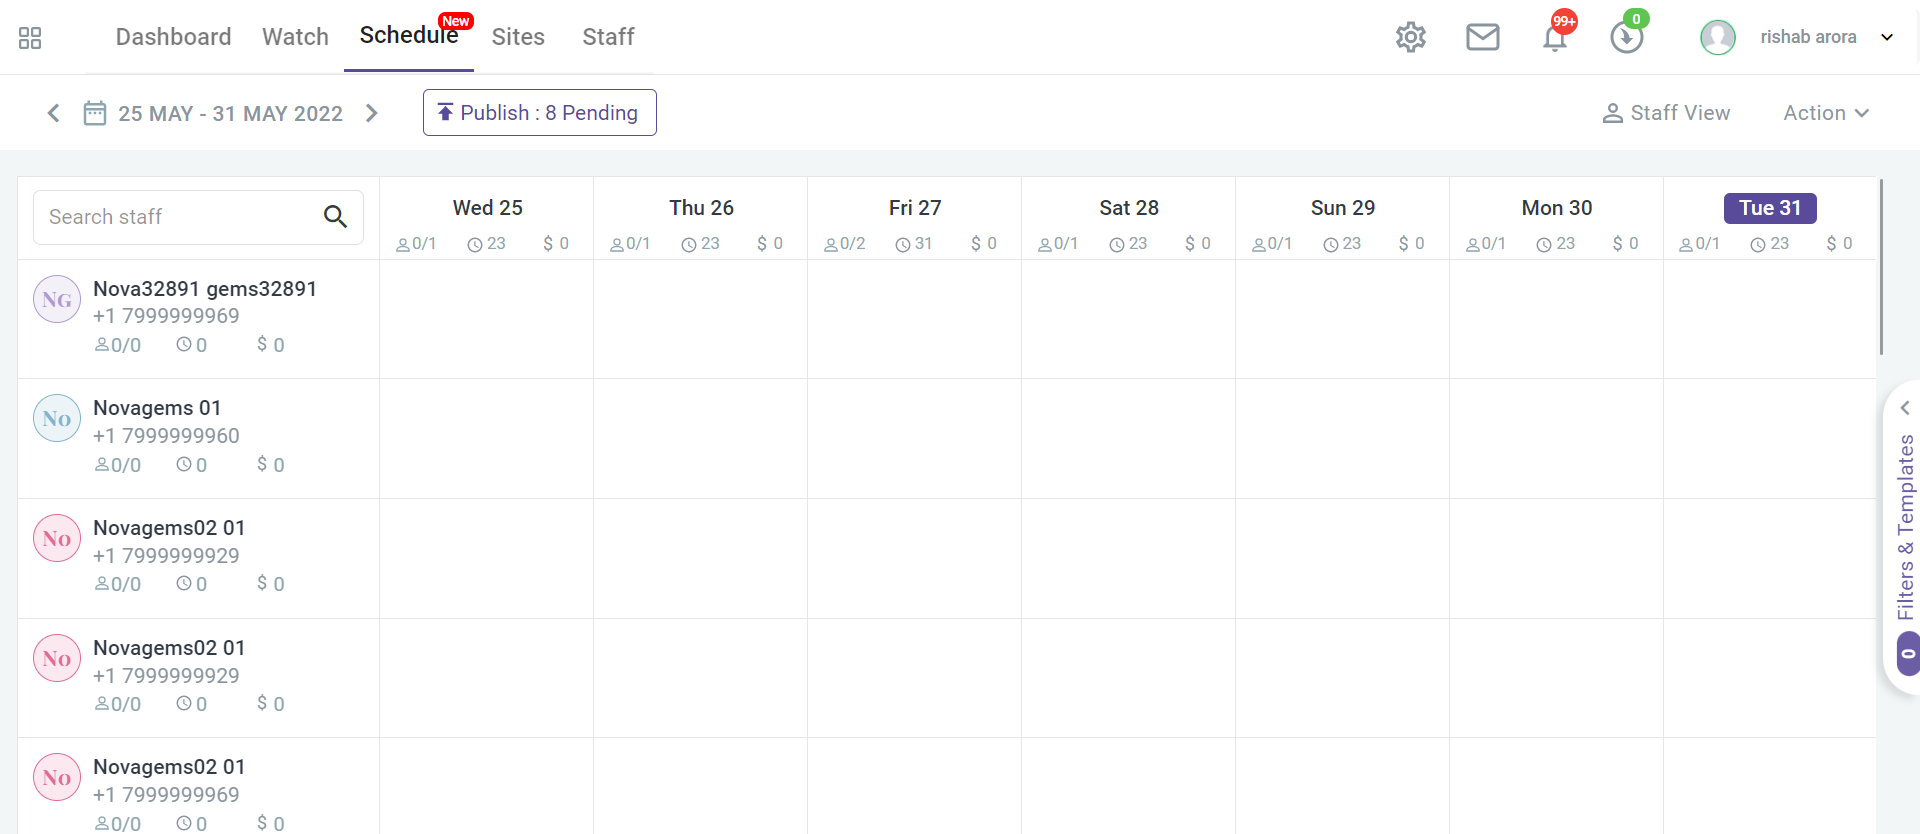 Dashboard Watch Schedule New Sites Staff 99+ 0 rishab arora
25 MAY - 31 MAY 2022 Publish : 8 Pending Staff View Action
Search staff
Wed 25 Thu 26 Fri 27 Sat 28 Sun 29 Mon 30 Tue 31
0/1 23 $ 0 0/1 23 $ 0 0/2 31 $ 0 0/1 23 $ 0 0/1 23 $ 0 0/1 23 $ 0 0/1 23 $ 0
NG Nova32891 gems32891
+1 7999999969
0/0 0 $ 0
No Novagems 01
+1 7999999960
0/0 0 $ 0
No Novagems02 01
+1 7999999929
0/0 0 $ 0
No Novagems02 01
+1 7999999929
0/0 0 $ 0
No Novagems02 01
+1 7999999969
0/0 0 $ 0
Filters & Templates 0